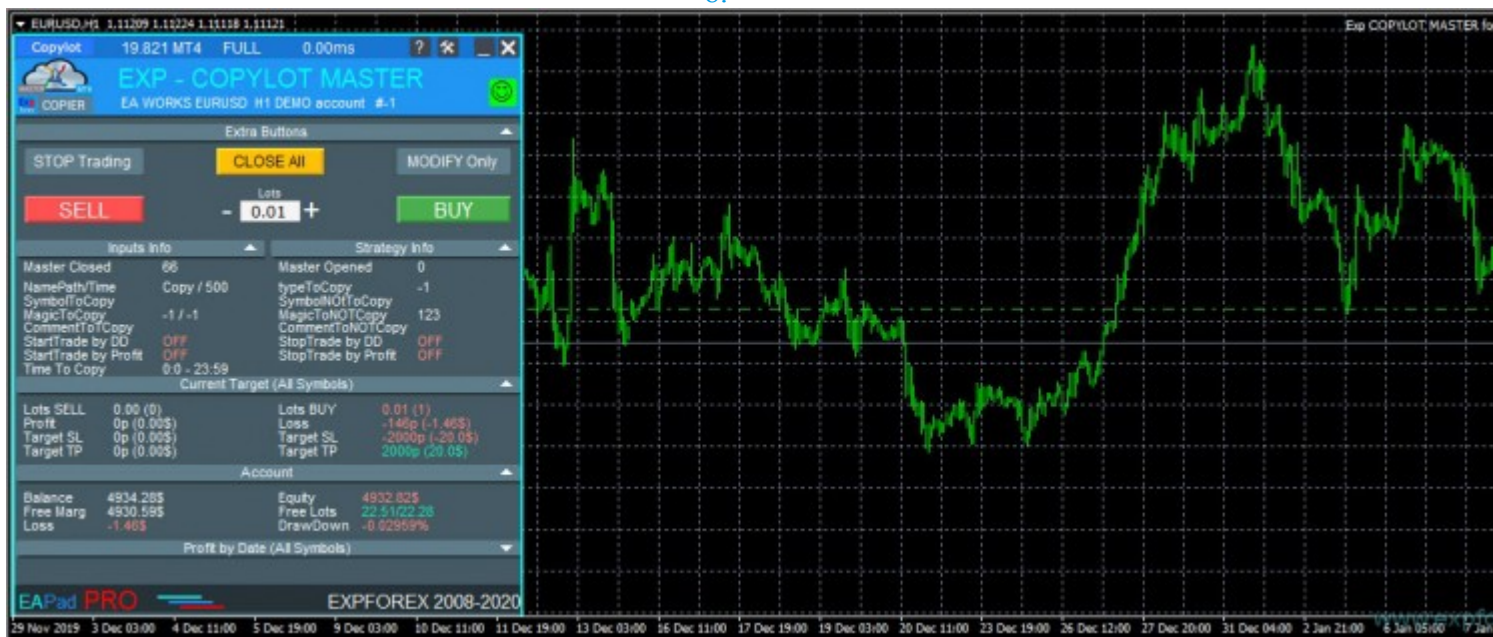 EURUSD,H1 1.11209 1.11224 1.11118 1.11121
Exp COPYLOT MASTER fo
Copylot 19.821 MT4 FULL 0.00ms ? _ X
EXP - COPYLOT MASTER
COPIER EA WORKS EURUSD H1 DEMO account #-1
Extra Buttons
STOP Trading CLOSE All MODIFY Only
Lots
SELL - 0.01 + BUY
Inputs Info Strategy Info
Master Closed 66 Master Opened 0
NamePath/Time Copy / 500 typeToCopy -1
SymbolToCopy SymbolNOtToCopy
MagicToCopy -1 / -1 MagicToNOTCopy 123
CommentToTCopy CommentToNOTCopy
StartTrade by DD OFF StopTrade by DD OFF
StartTrade by Profit OFF StopTrade by Profit OFF
Time To Copy 0:0 - 23:59
Current Target (All Symbols)
Lots SELL 0.00 (0) Lots BUY 0.01 (1)
Profit 0p (0.00$) Loss -146p (-1.46$)
Target SL 0p (0.00$) Target SL -2000p (-20.0$)
Target TP 0p (0.00$) Target TP 2000p (20.0$)
Account
Balance 4934.28$ Equity 4932.82$
Free Marg 4930.59$ Free Lots 22.51/22.28
Loss -1.46$ DrawDown -0.02959%
Profit by Date (All Symbols)
EAPad PRO EXPFOREX 2008-2020
www.expfo
29 Nov 2019 3 Dec 03:00 4 Dec 11:00 5 Dec 19:00 9 Dec 03:00 10 Dec 11:00 11 Dec 19:00 13 Dec 03:00 16 Dec 11:00 17 Dec 19:00 19 Dec 03:00 20 Dec 11:00 23 Dec 19:00 26 Dec 12:00 27 Dec 20:00 31 Dec 04:00 2 Jan 21:00 6 Jan 05:00 7 Jan